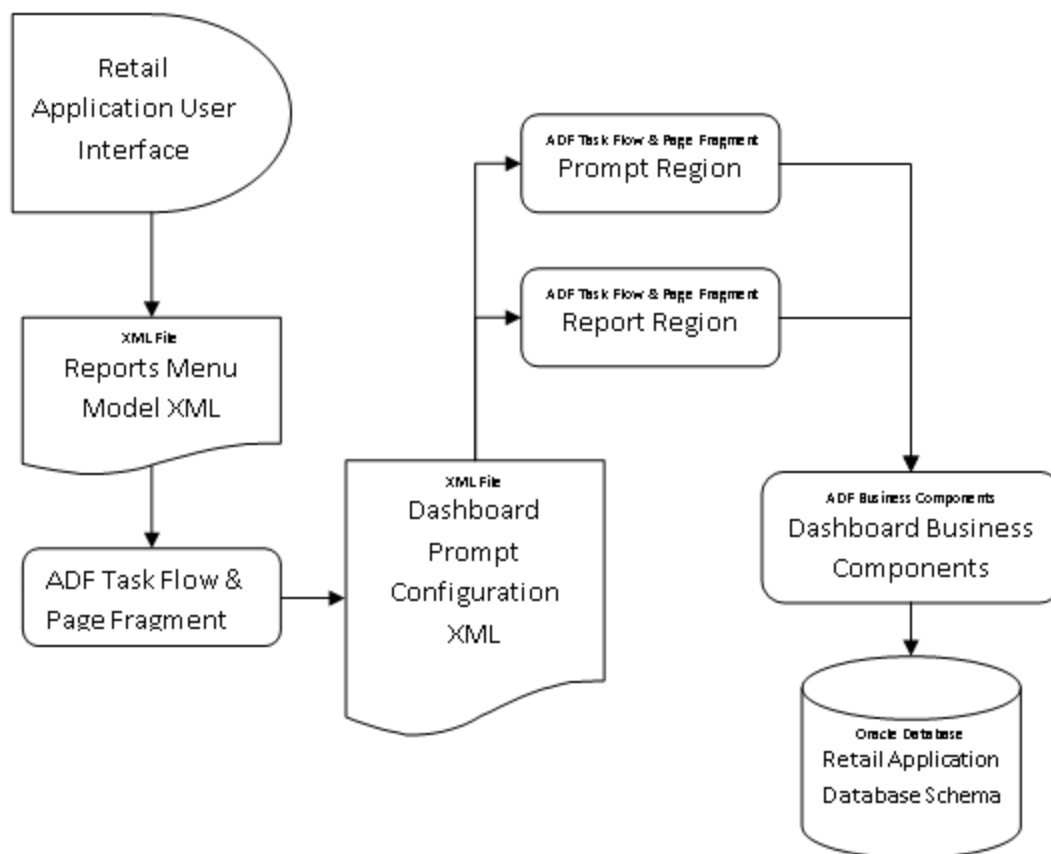 Retail
Application User
Interface
XML File
Reports Menu
Model XML
ADF Task Flow &
Page Fragment
XML File
Dashboard
Prompt
Configuration
XML
ADF Task Flow & Page Fragment
Prompt Region
ADF Task Flow & Page Fragment
Report Region
ADF Business Components
Dashboard Business
Components
Oracle Database
Retail Application
Database Schema